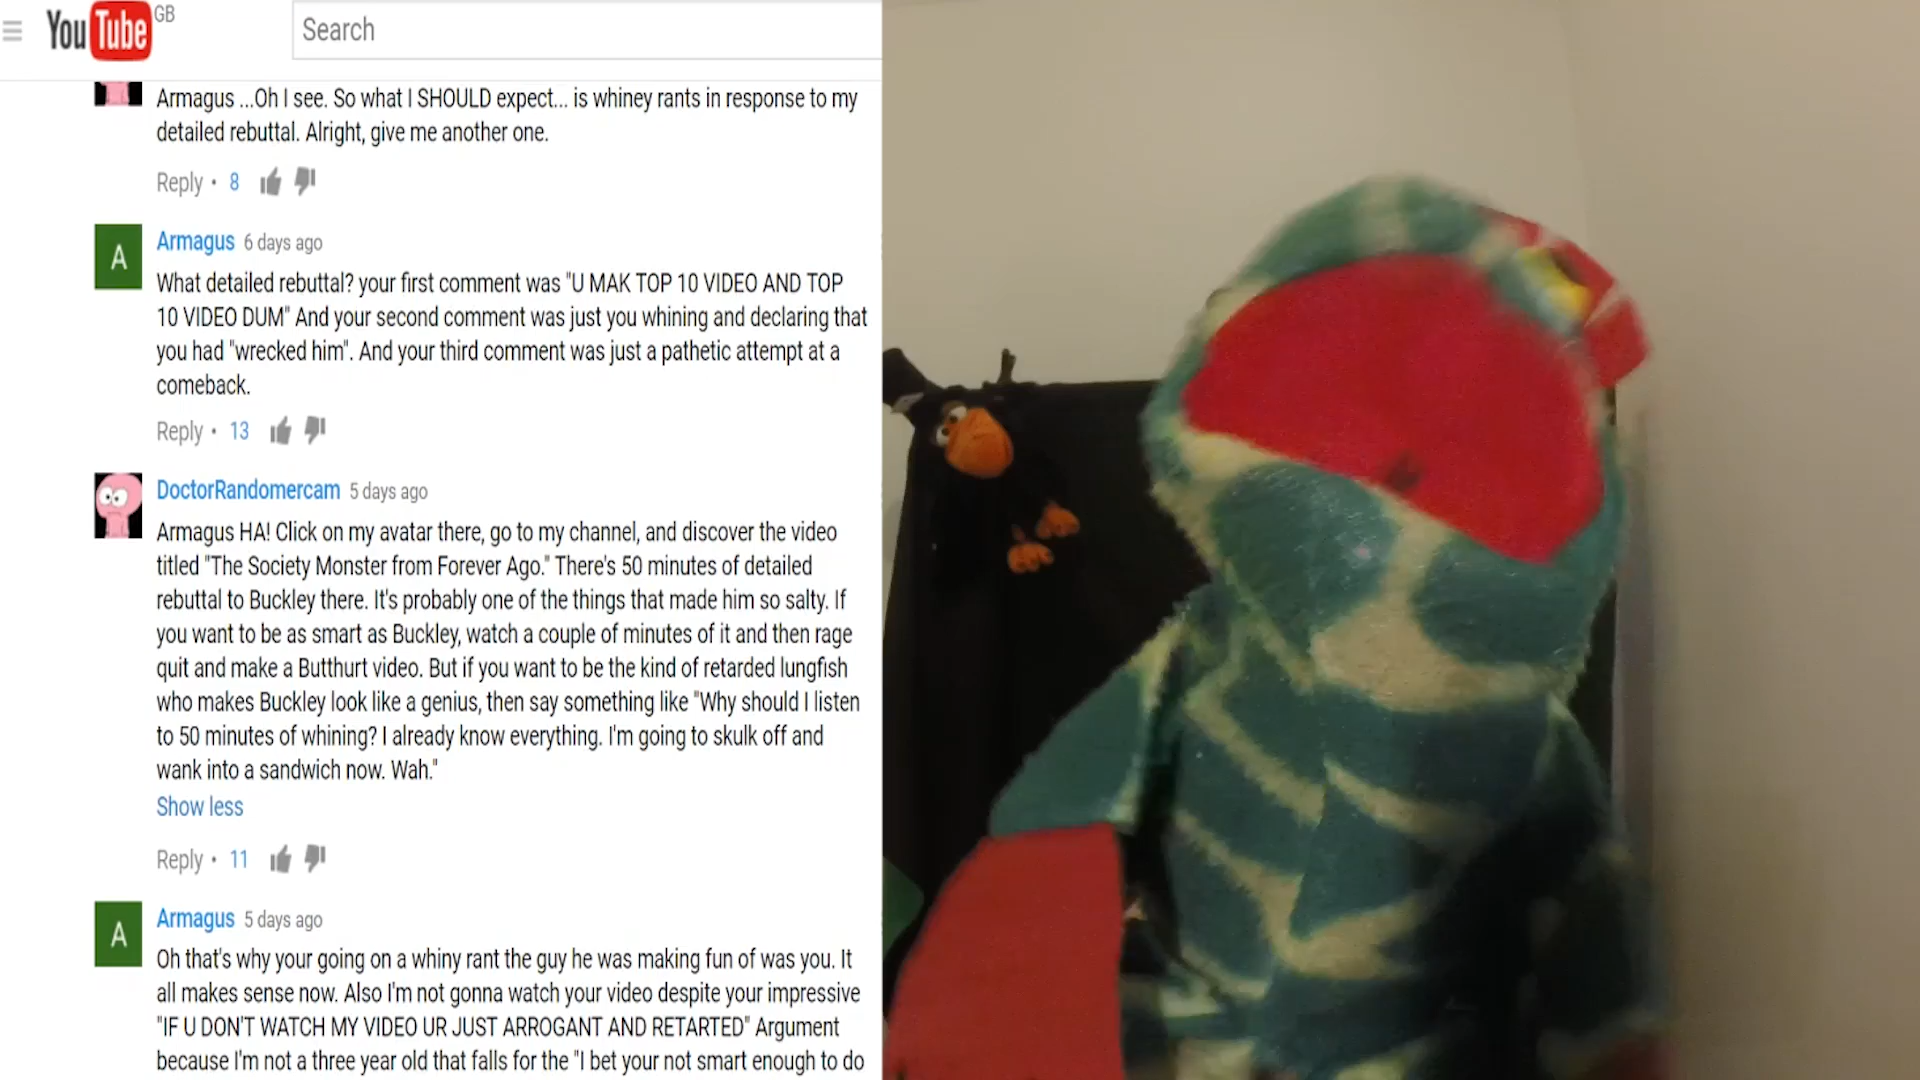 YouTube GB
Search
Armagus ...Oh I see. So what I SHOULD expect... is whiney rants in response to my
detailed rebuttal. Alright, give me another one.
Reply • 8
A
Armagus 6 days ago
What detailed rebuttal? your first comment was "U MAK TOP 10 VIDEO AND TOP
10 VIDEO DUM" And your second comment was just you whining and declaring that
you had "wrecked him". And your third comment was just a pathetic attempt at a
comeback.
Reply • 13
DoctorRandomercam 5 days ago
Armagus HA! Click on my avatar there, go to my channel, and discover the video
titled "The Society Monster from Forever Ago." There's 50 minutes of detailed
rebuttal to Buckley there. It's probably one of the things that made him so salty. If
you want to be as smart as Buckley, watch a couple of minutes of it and then rage
quit and make a Butthurt video. But if you want to be the kind of retarded lungfish
who makes Buckley look like a genius, then say something like "Why should I listen
to 50 minutes of whining? I already know everything. I'm going to skulk off and
wank into a sandwich now. Wah."
Show less
Reply • 11
A
Armagus 5 days ago
Oh that's why your going on a whiny rant the guy he was making fun of was you. It
all makes sense now. Also I'm not gonna watch your video despite your impressive
"IF U DON'T WATCH MY VIDEO UR JUST ARROGANT AND RETARTED" Argument
because I'm not a three year old that falls for the "I bet your not smart enough to do